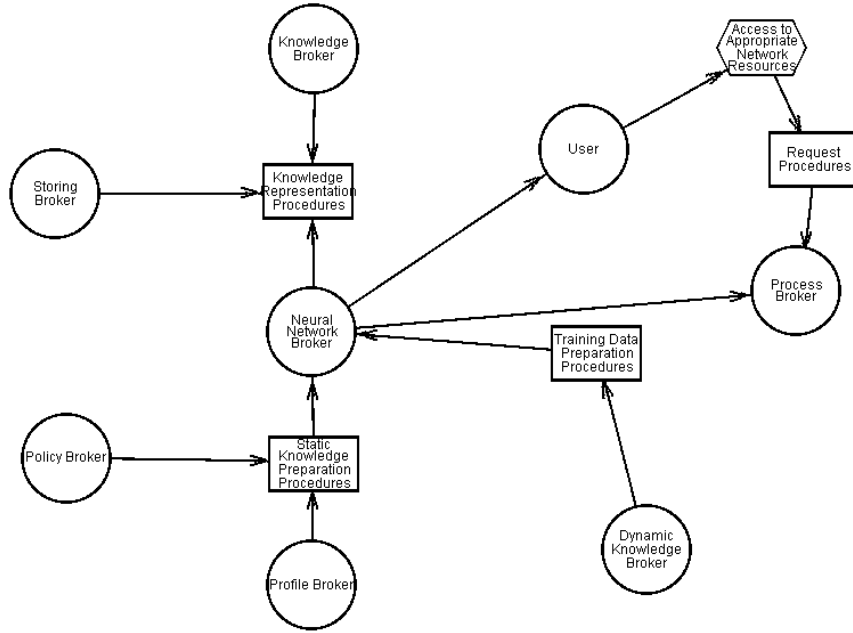 Knowledge
Broker
Access to
Appropriate
Network
Resources
User
Request
Procedures
Storing
Broker
Knowledge
Representation
Procedures
Process
Broker
Neural
Network
Broker
Training Data
Preparation
Procedures
Policy Broker
Static
Knowledge
Preparation
Procedures
Dynamic
Knowledge
Broker
Profile Broker